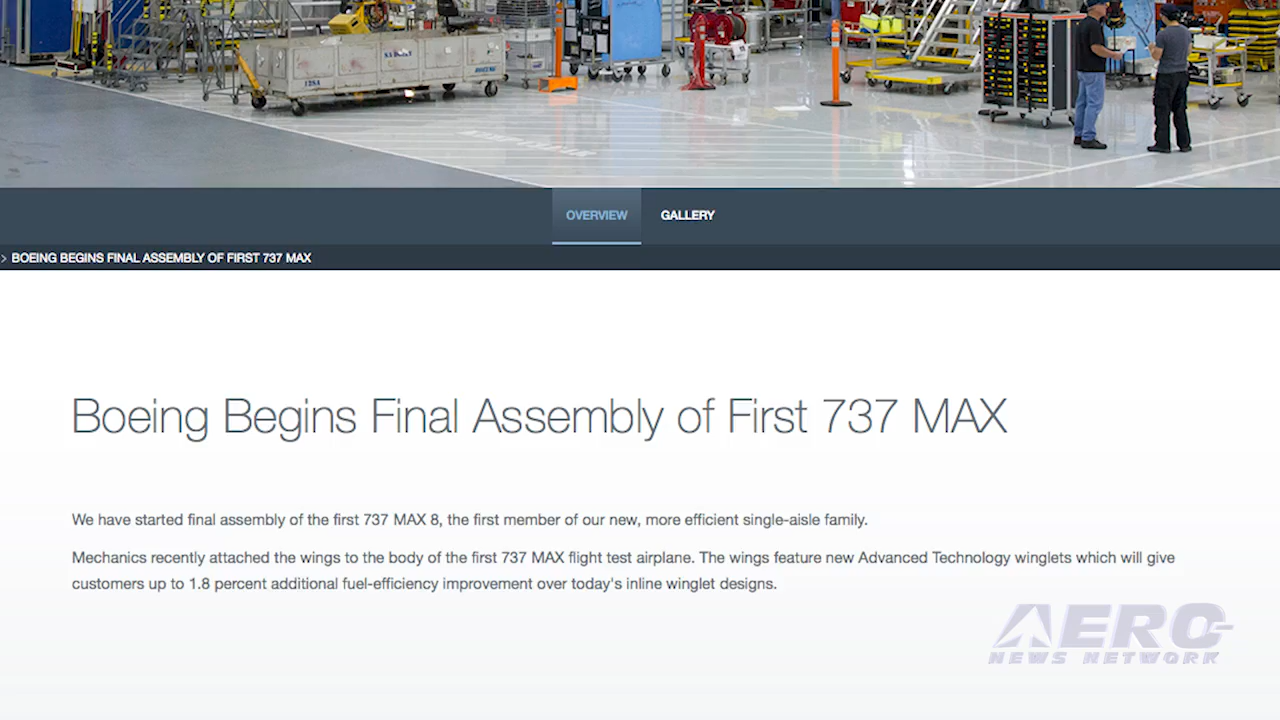 BOEING
OVERVIEW
GALLERY
> BOEING BEGINS FINAL ASSEMBLY OF FIRST 737 MAX
Boeing Begins Final Assembly of First 737 MAX
We have started final assembly of the first 737 MAX 8, the first member of our new, more efficient single-aisle family.
Mechanics recently attached the wings to the body of the first 737 MAX flight test airplane. The wings feature new Advanced Technology winglets which will give
customers up to 1.8 percent additional fuel-efficiency improvement over today's inline winglet designs.
AERO
NEWS NETWORK